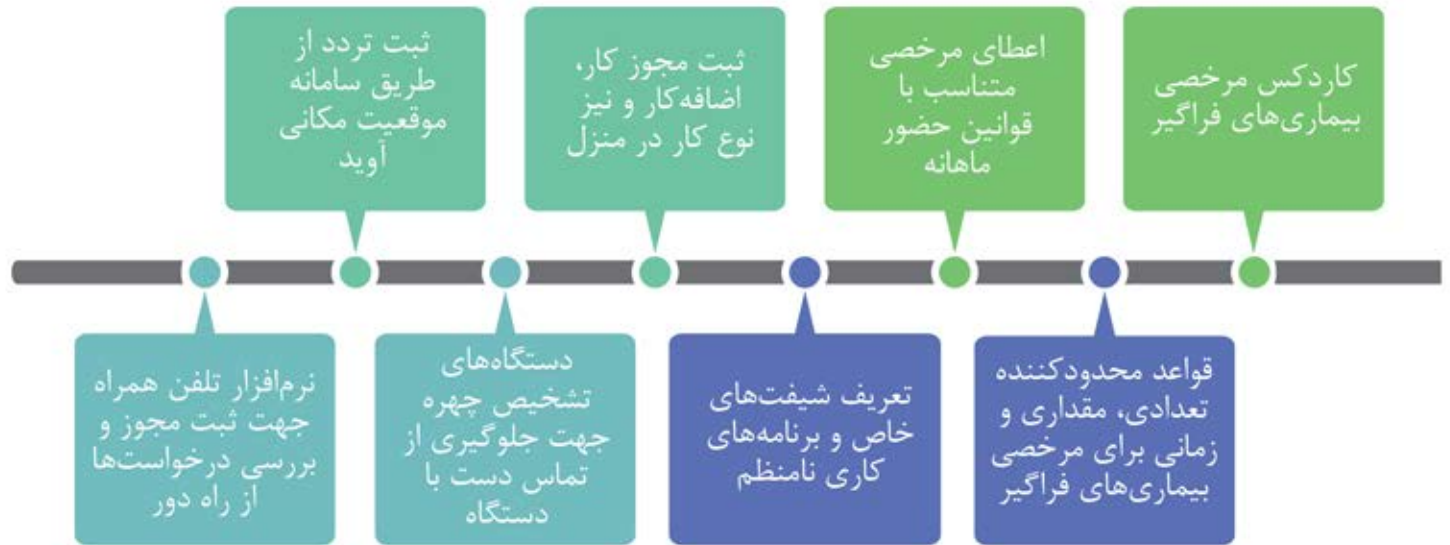 کاردکس مرخصی
بیماری‌های فراگیر
قواعد محدودکننده
تعدادی، مقداری و
زمانی برای مرخصی
بیماری‌های فراگیر
اعطای مرخصی
متناسب با
قوانین حضور
ماهانه
تعریف شیفت‌های
خاص و برنامه‌های
کاری نامنظم
ثبت مجوز کار،
اضافه‌کار و نیز
نوع کار در منزل
دستگاه‌های
تشخیص چهره
جهت جلوگیری از
تماس دست با
دستگاه
ثبت تردد از
طریق سامانه
موقعیت مکانی
آوید
نرم‌افزار تلفن همراه
جهت ثبت مجوز و
بررسی درخواست‌ها
از راه دور